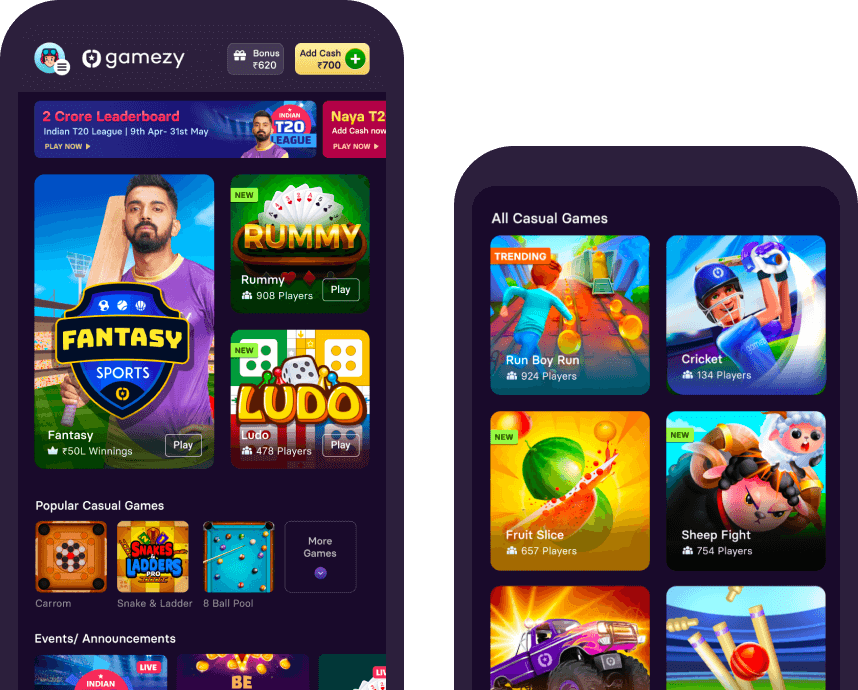 gamezy
Bonus
₹620
Add Cash
₹700
2 Crore Leaderboard
Indian T20 League | 9th Apr- 31st May
PLAY NOW
INDIAN
T20
LEAGUE
Naya T2
Add Cash now
PLAY NOW
FANTASY
SPORTS
Fantasy
₹50L Winnings
Play
NEW
RUMMY
Rummy
908 Players
Play
NEW
LUDO
Ludo
478 Players
Play
Popular Casual Games
SNAKES
&
LADDERS
PRO
More
Games
Carrom
Snake & Ladder
8 Ball Pool
Events/ Announcements
LIVE
INDIAN
BE
LIV
All Casual Games
TRENDING
Run Boy Run
924 Players
Cricket
134 Players
NEW
Fruit Slice
657 Players
NEW
Sheep Fight
754 Players